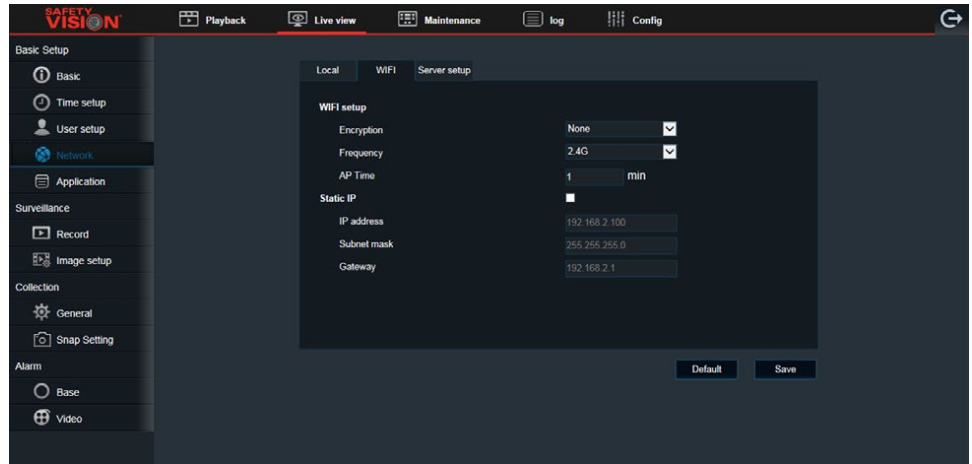 SAFETY VISION
Playback
Live view
Maintenance
log
Config
Basic Setup
Basic
Time setup
User setup
Network
Application
Surveillance
Record
Image setup
Collection
General
Snap Setting
Alarm
Base
Video
Local WIFI Server setup
WIFI setup
Encryption None
Frequency 2.4G
AP Time 1 min
Static IP
IP address 192.168.2.100
Subnet mask 255.255.255.0
Gateway 192.168.2.1
Default Save